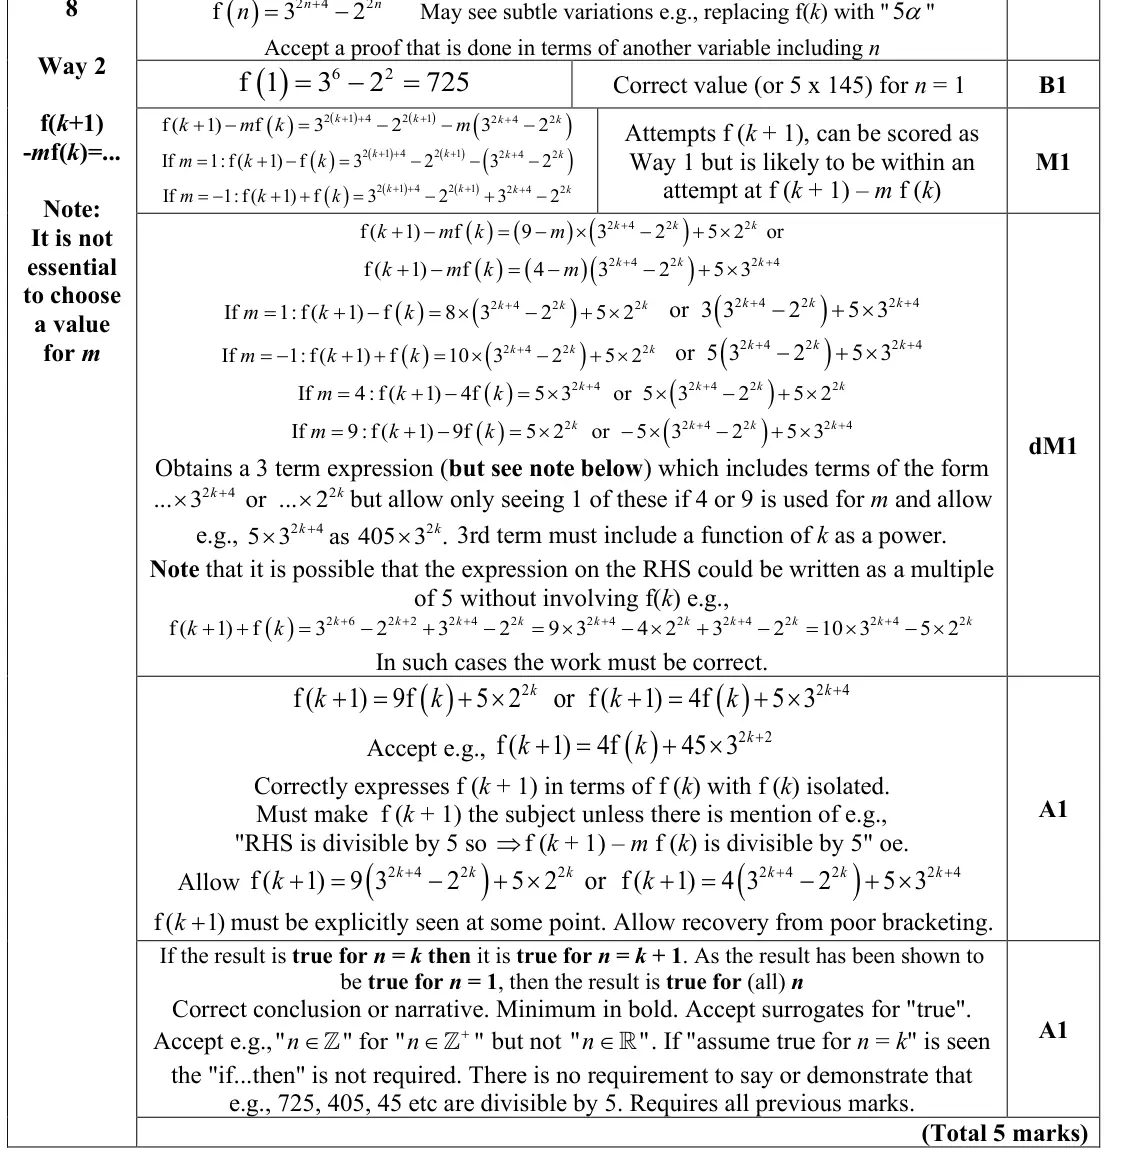 8
Way 2
f(k+1)
-mf(k)=...
Note:
It is not
essential
to choose
a value
for m
f(n) = 3^{2n+4} − 2^{2n} May see subtle variations e.g., replacing f(k) with "5α"
Accept a proof that is done in terms of another variable including n
f(1) = 3^6 − 2^2 = 725
Correct value (or 5 x 145) for n = 1
B1
f(k+1) − mf(k) = 3^{2(k+1)+4} − 2^{2(k+1)} − m(3^{2k+4} − 2^{2k})
If m = 1: f(k+1) − f(k) = 3^{2(k+1)+4} − 2^{2(k+1)} − (3^{2k+4} − 2^{2k})
If m = −1: f(k+1) + f(k) = 3^{2(k+1)+4} − 2^{2(k+1)} + 3^{2k+4} − 2^{2k}
Attempts f (k + 1), can be scored as
Way 1 but is likely to be within an
attempt at f (k + 1) – m f (k)
M1
f(k+1) − mf(k) = (9 − m)×(3^{2k+4} − 2^{2k}) + 5×2^{2k} or
f(k+1) − mf(k) = (4 − m)(3^{2k+4} − 2^{2k}) + 5×3^{2k+4}
If m = 1: f(k+1) − f(k) = 8×(3^{2k+4} − 2^{2k}) + 5×2^{2k} or 3(3^{2k+4} − 2^{2k}) + 5×3^{2k+4}
If m = −1: f(k+1) + f(k) = 10×(3^{2k+4} − 2^{2k}) + 5×2^{2k} or 5(3^{2k+4} − 2^{2k}) + 5×3^{2k+4}
If m = 4: f(k+1) − 4f(k) = 5×3^{2k+4} or 5×(3^{2k+4} − 2^{2k}) + 5×2^{2k}
If m = 9: f(k+1) − 9f(k) = 5×2^{2k} or −5×(3^{2k+4} − 2^{2k}) + 5×3^{2k+4}
Obtains a 3 term expression (but see note below) which includes terms of the form
...×3^{2k+4} or ...×2^{2k} but allow only seeing 1 of these if 4 or 9 is used for m and allow
e.g., 5×3^{2k+4} as 405×3^{2k}. 3rd term must include a function of k as a power.
Note that it is possible that the expression on the RHS could be written as a multiple
of 5 without involving f(k) e.g.,
f(k+1) + f(k) = 3^{2k+6} − 2^{2k+2} + 3^{2k+4} − 2^{2k} = 9×3^{2k+4} − 4×2^{2k} + 3^{2k+4} − 2^{2k} = 10×3^{2k+4} − 5×2^{2k}
In such cases the work must be correct.
dM1
f(k+1) = 9f(k) + 5×2^{2k} or f(k+1) = 4f(k) + 5×3^{2k+4}
Accept e.g., f(k+1) = 4f(k) + 45×3^{2k+2}
Correctly expresses f (k + 1) in terms of f (k) with f (k) isolated.
Must make f (k + 1) the subject unless there is mention of e.g.,
"RHS is divisible by 5 so ⇒ f (k + 1) – m f (k) is divisible by 5" oe.
Allow f(k+1) = 9(3^{2k+4} − 2^{2k}) + 5×2^{2k} or f(k+1) = 4(3^{2k+4} − 2^{2k}) + 5×3^{2k+4}
f(k+1) must be explicitly seen at some point. Allow recovery from poor bracketing.
A1
If the result is true for n = k then it is true for n = k + 1. As the result has been shown to
be true for n = 1, then the result is true for (all) n
Correct conclusion or narrative. Minimum in bold. Accept surrogates for "true".
Accept e.g., "n ∈ ℤ" for "n ∈ ℤ⁺" but not "n ∈ ℝ". If "assume true for n = k" is seen
the "if...then" is not required. There is no requirement to say or demonstrate that
e.g., 725, 405, 45 etc are divisible by 5. Requires all previous marks.
A1
(Total 5 marks)